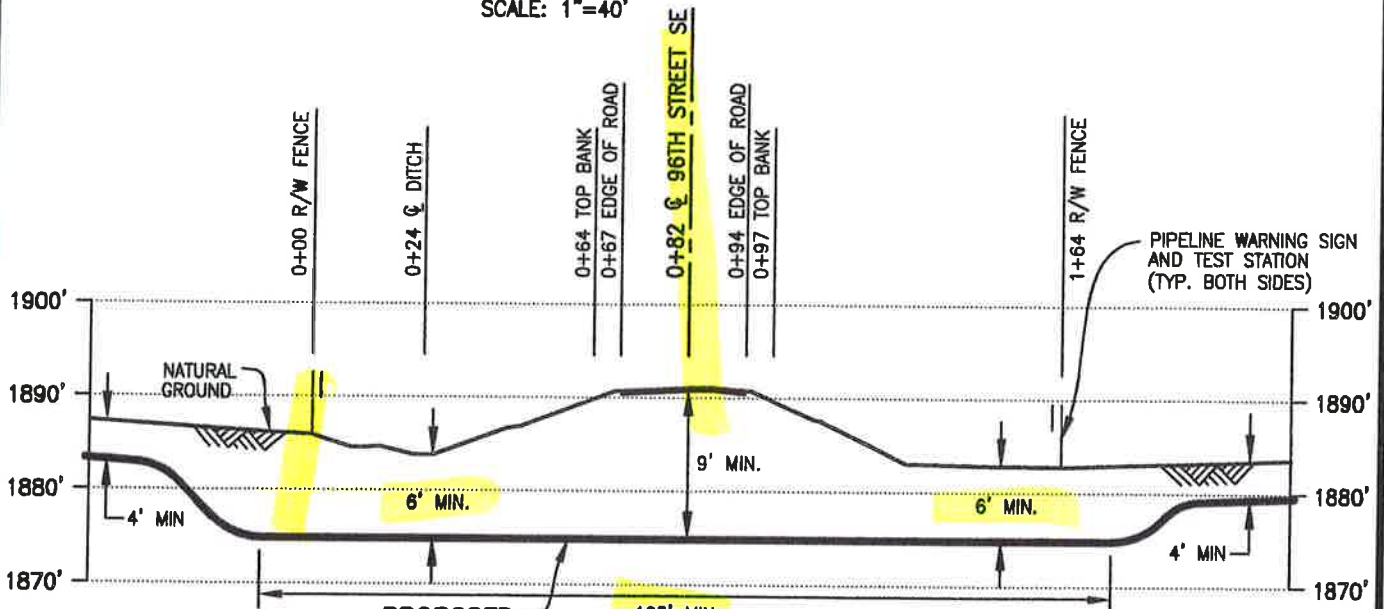 SCALE: 1"=40'
0+00 R/W FENCE
0+24 ℄ DITCH
0+64 TOP BANK
0+67 EDGE OF ROAD
0+82 ℄ 96TH STREET SE
0+94 EDGE OF ROAD
0+97 TOP BANK
1+64 R/W FENCE
PIPELINE WARNING SIGN
AND TEST STATION
(TYP. BOTH SIDES)
1900'
1900'
NATURAL
GROUND
1890'
1890'
9' MIN.
1880'
6' MIN.
6' MIN.
1880'
4' MIN
4' MIN
1870'
1870'
PROPOSED
MIN